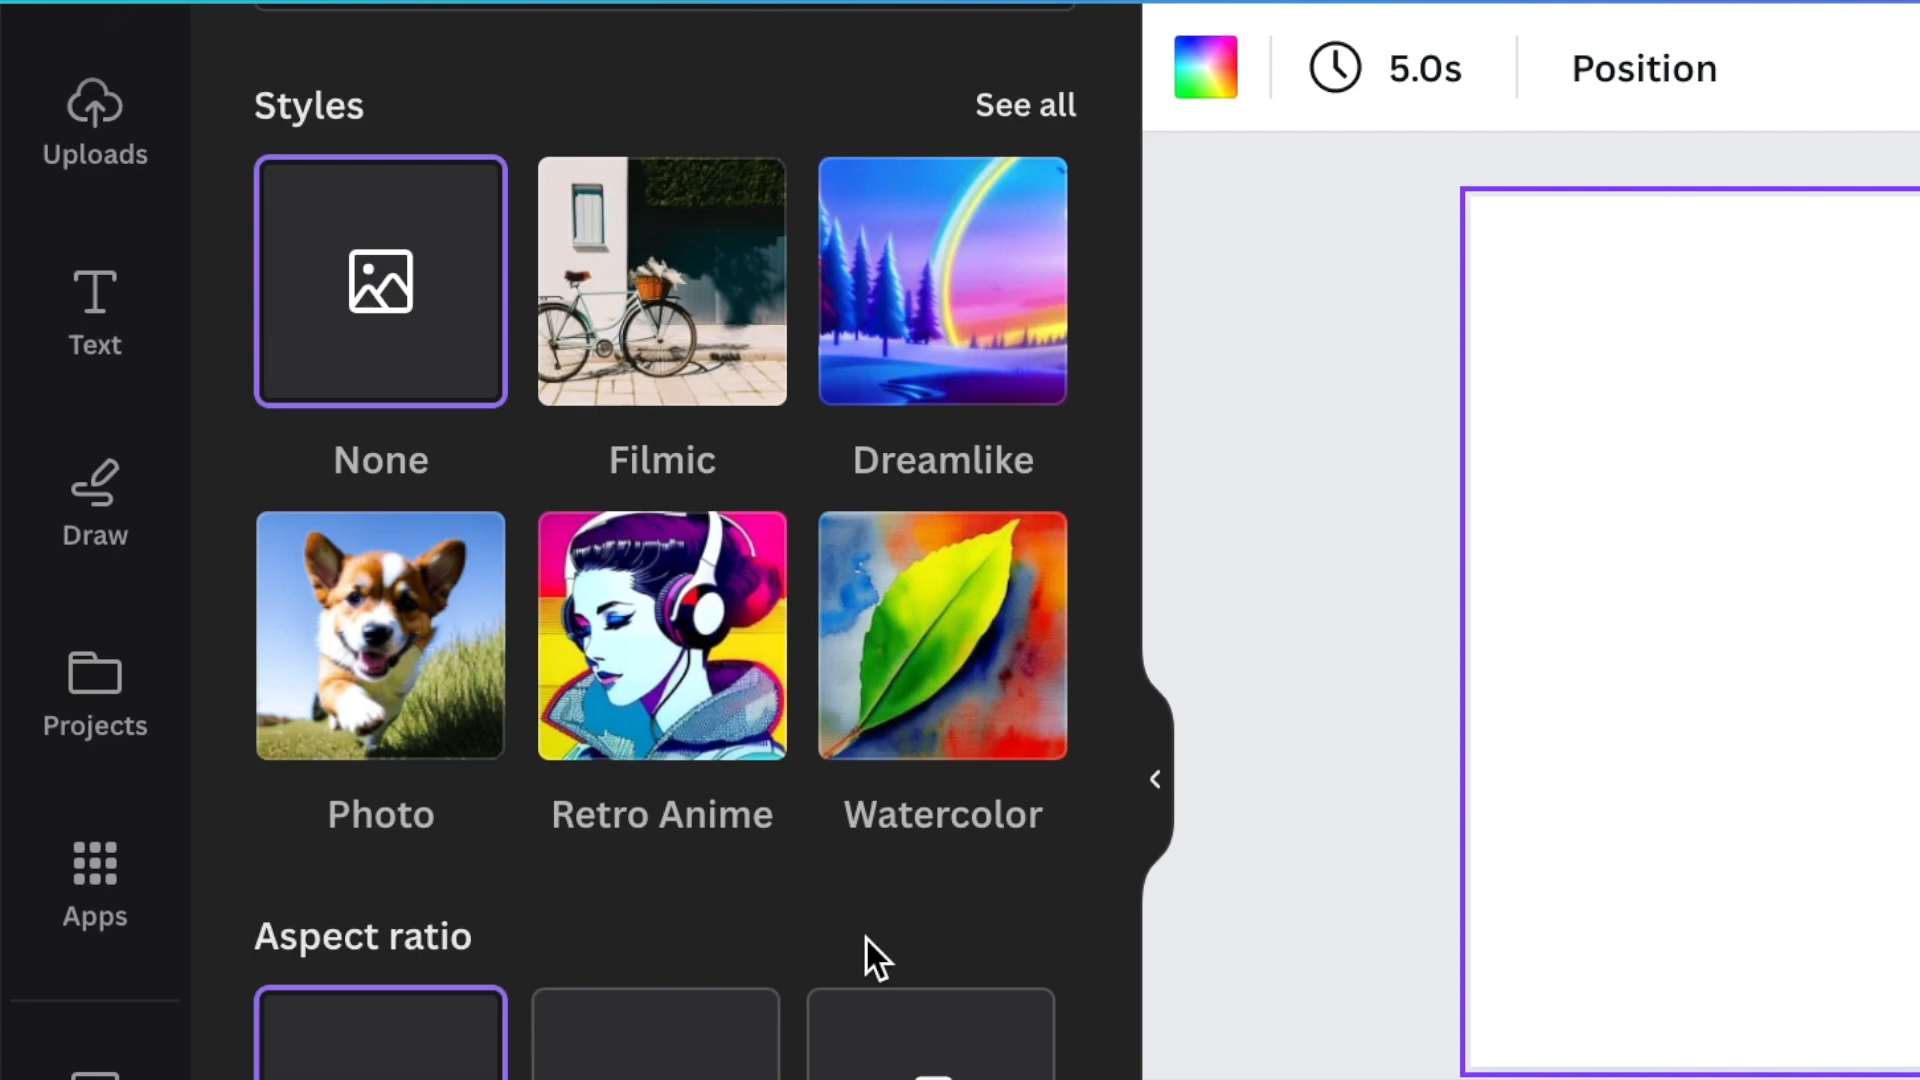 Uploads
Text
Draw
Projects
Apps
Styles
See all
None
Filmic
Dreamlike
Photo
Retro Anime
Watercolor
Aspect ratio
5.0s
Position